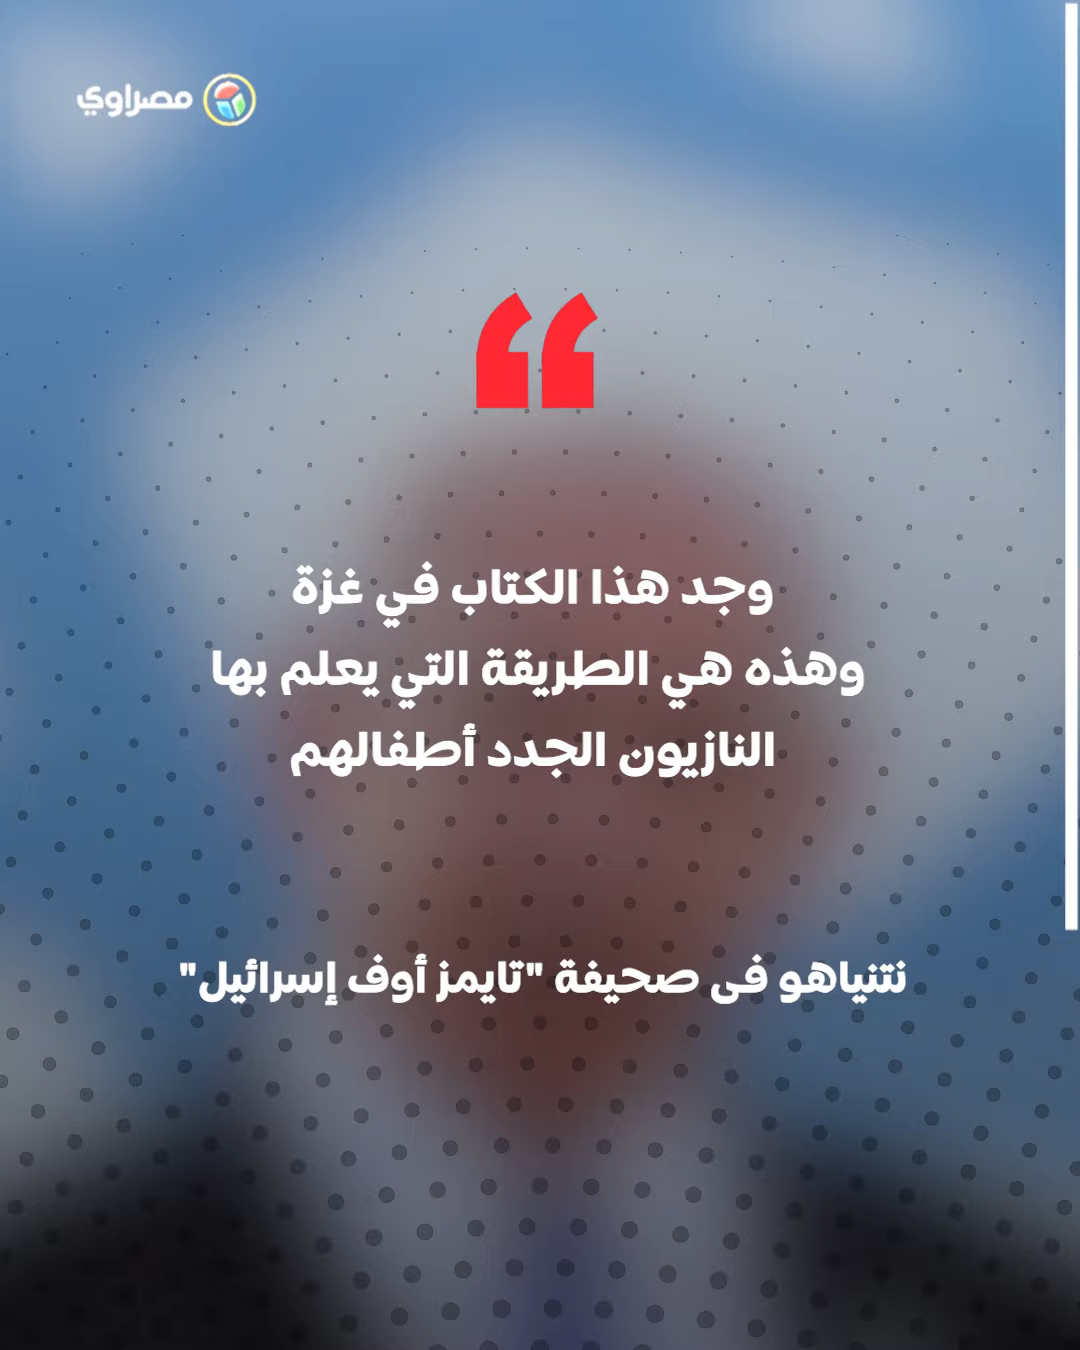 مصراوي
وجد هذا الكتاب في غزة
وهذه هي الطريقة التي يعلم بها
النازيون الجدد أطفالهم
نتنياهو فى صحيفة "تايمز أوف إسرائيل"